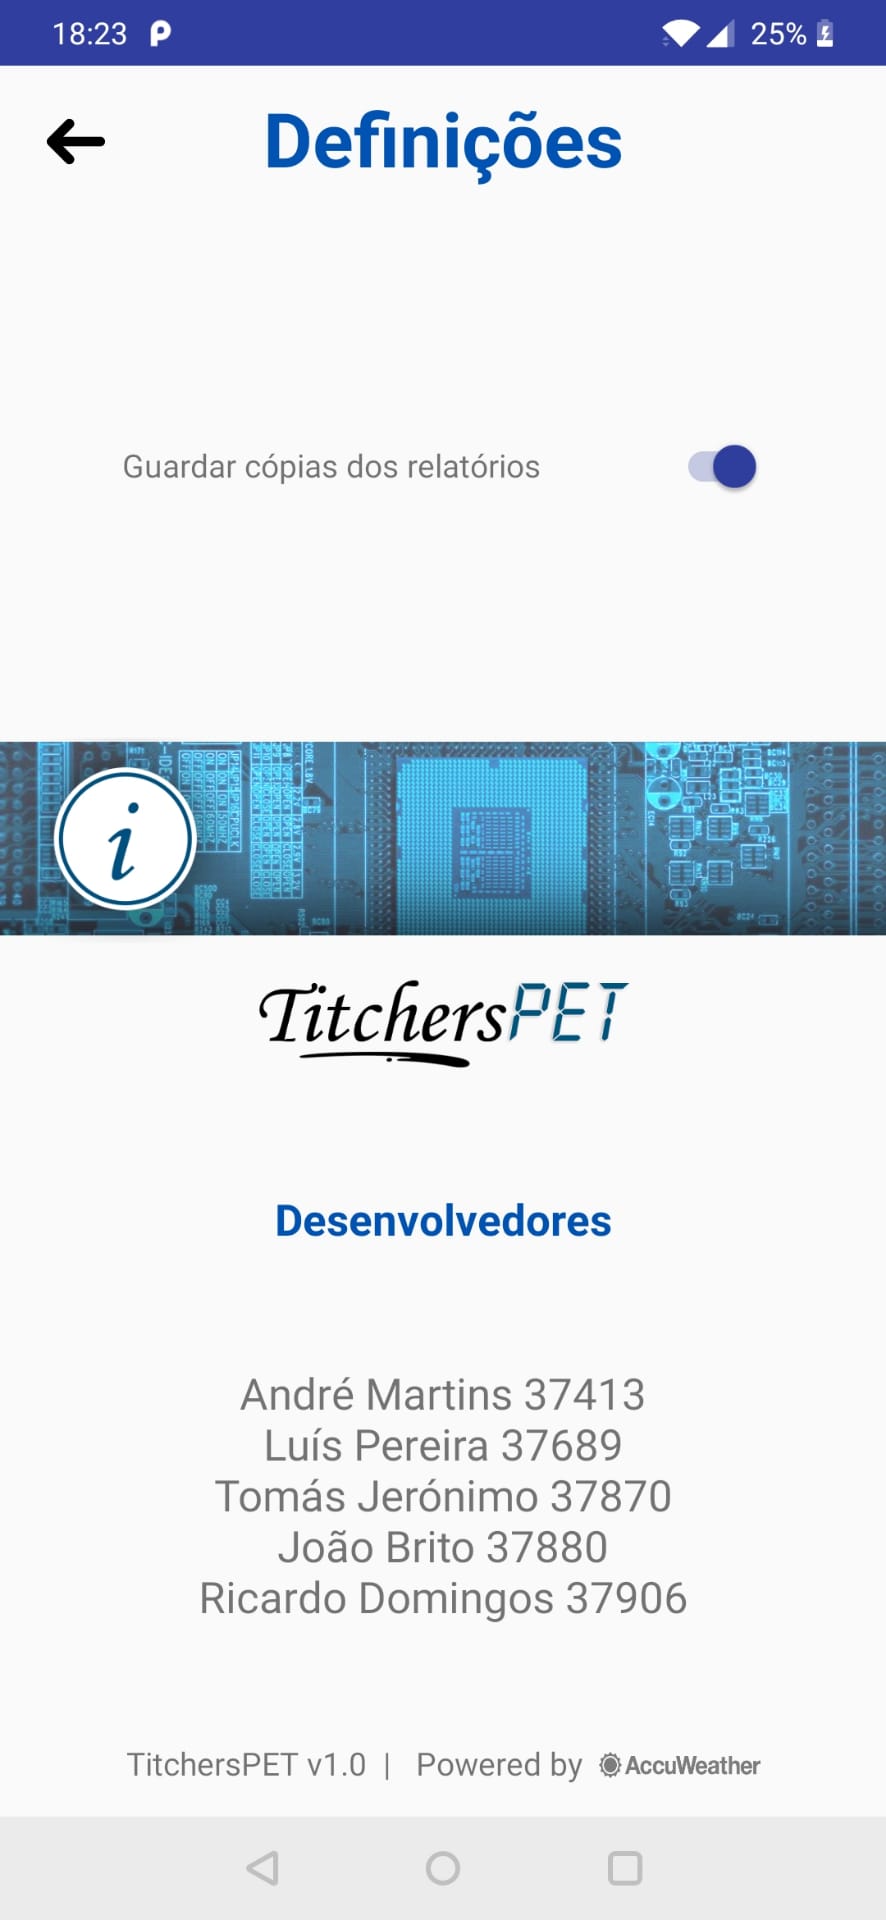 18:23
25%
Definições
Guardar cópias dos relatórios
i
TitchersPET
Desenvolvedores
André Martins 37413
Luís Pereira 37689
Tomás Jerónimo 37870
João Brito 37880
Ricardo Domingos 37906
TitchersPET v1.0 | Powered by AccuWeather